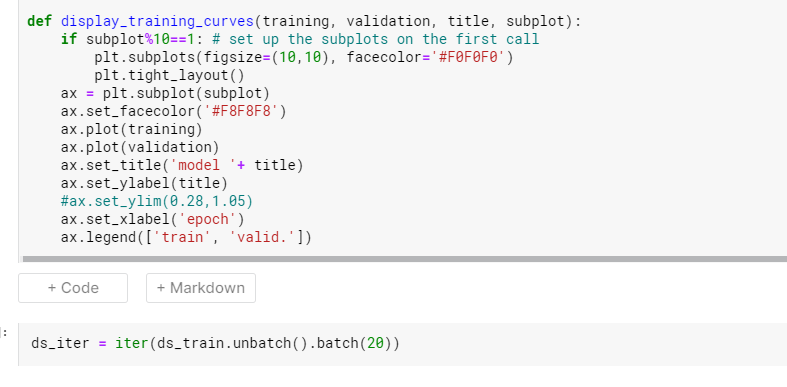 def display_training_curves(training, validation, title, subplot):
    if subplot%10==1: # set up the subplots on the first call
        plt.subplots(figsize=(10,10), facecolor='#F0F0F0')
        plt.tight_layout()
    ax = plt.subplot(subplot)
    ax.set_facecolor('#F8F8F8')
    ax.plot(training)
    ax.plot(validation)
    ax.set_title('model '+ title)
    ax.set_ylabel(title)
    #ax.set_ylim(0.28,1.05)
    ax.set_xlabel('epoch')
    ax.legend(['train', 'valid.'])
+ Code
+ Markdown
]:
ds_iter = iter(ds_train.unbatch().batch(20))